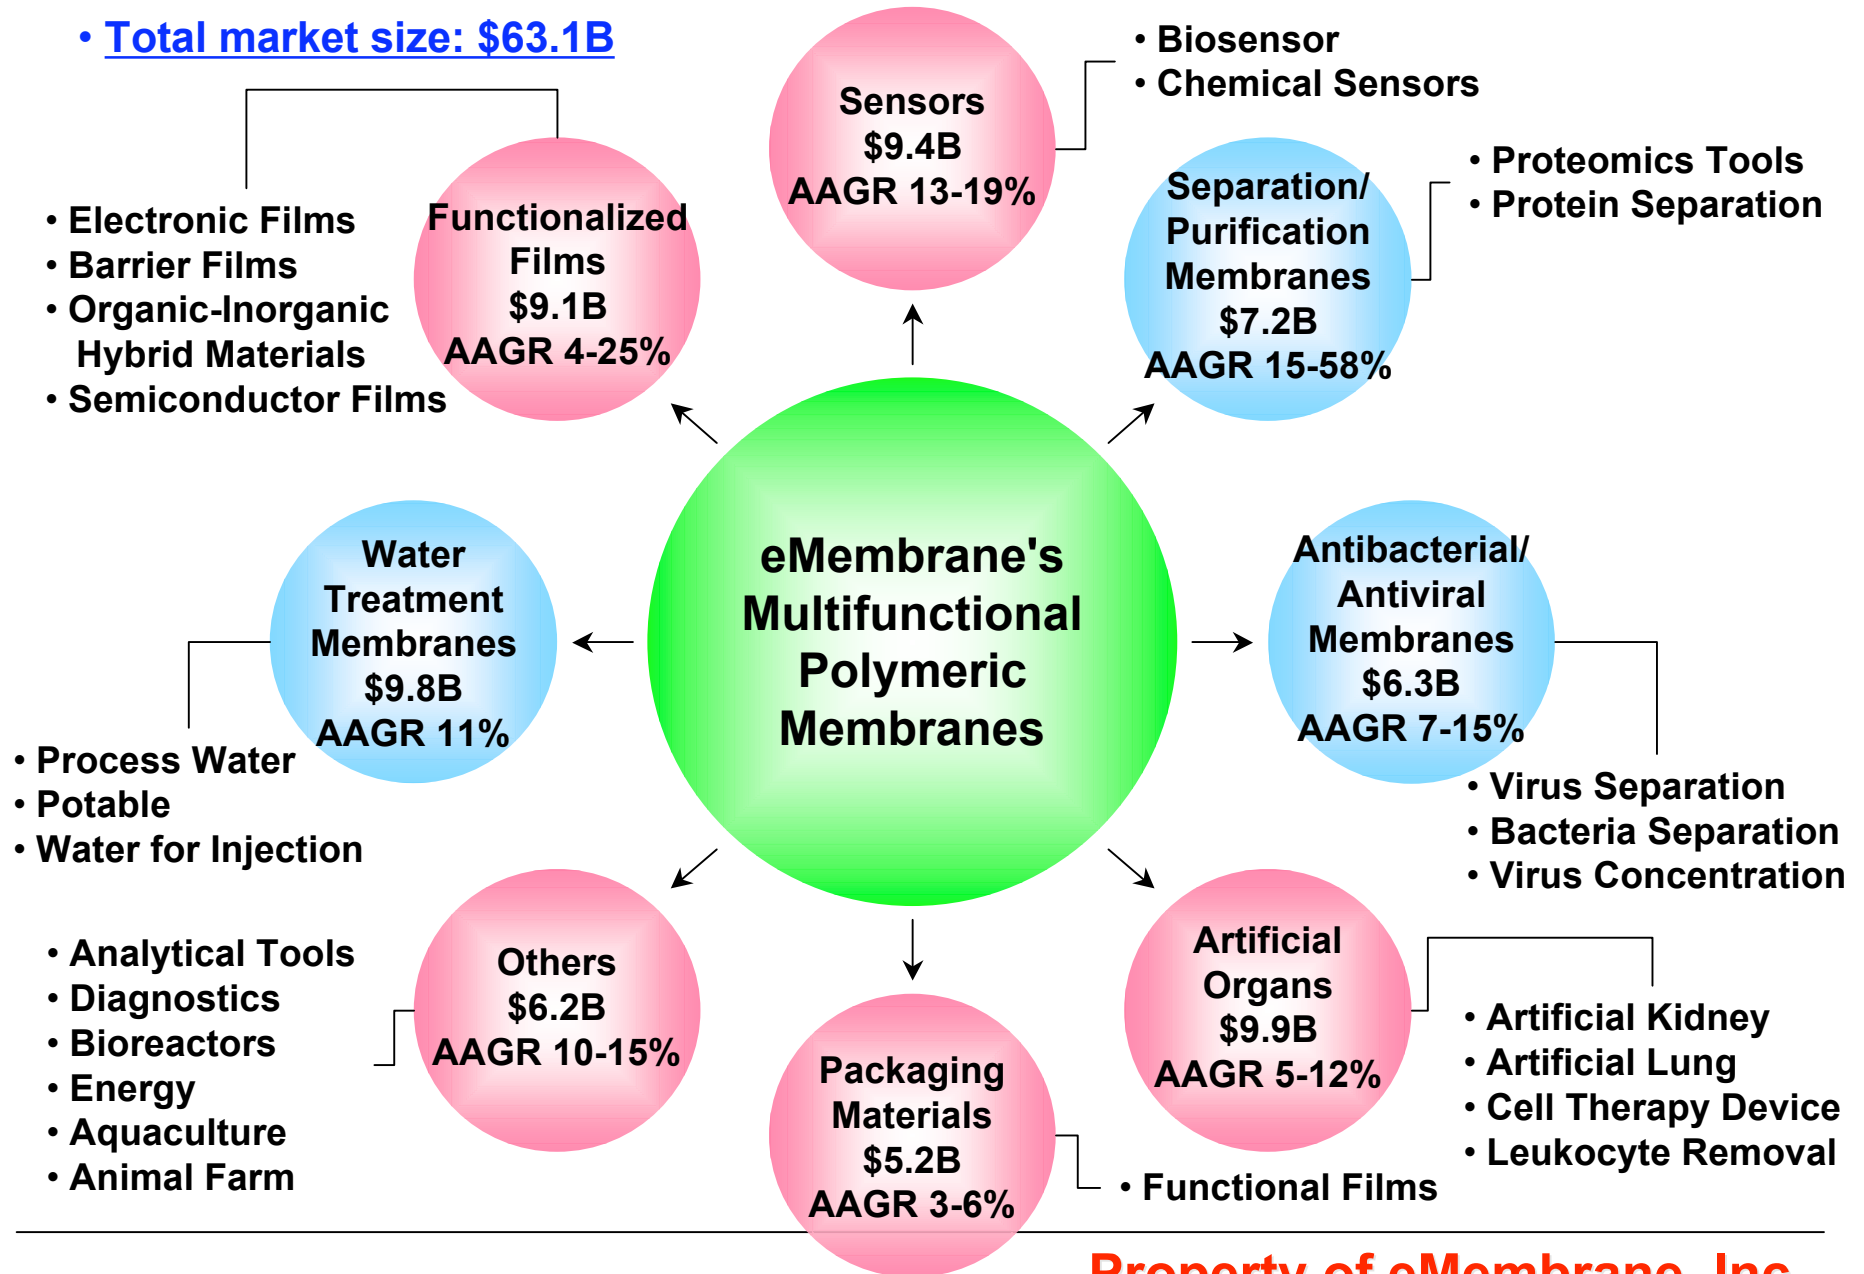 • Total market size: $63.1B
Sensors
$9.4B
AAGR 13-19%
• Biosensor
• Chemical Sensors
Functionalized
Films
$9.1B
AAGR 4-25%
• Electronic Films
• Barrier Films
• Organic-Inorganic
Hybrid Materials
• Semiconductor Films
Separation/
Purification
Membranes
$7.2B
AAGR 15-58%
• Proteomics Tools
• Protein Separation
Water
Treatment
Membranes
$9.8B
AAGR 11%
• Process Water
• Potable
• Water for Injection
eMembrane's
Multifunctional
Polymeric
Membranes
Antibacterial/
Antiviral
Membranes
$6.3B
AAGR 7-15%
• Virus Separation
• Bacteria Separation
• Virus Concentration
• Analytical Tools
• Diagnostics
• Bioreactors
• Energy
• Aquaculture
• Animal Farm
Others
$6.2B
AAGR 10-15%
Packaging
Materials
$5.2B
AAGR 3-6%
• Functional Films
Artificial
Organs
$9.9B
AAGR 5-12%
• Artificial Kidney
• Artificial Lung
• Cell Therapy Device
• Leukocyte Removal
Property of eMembrane, Inc